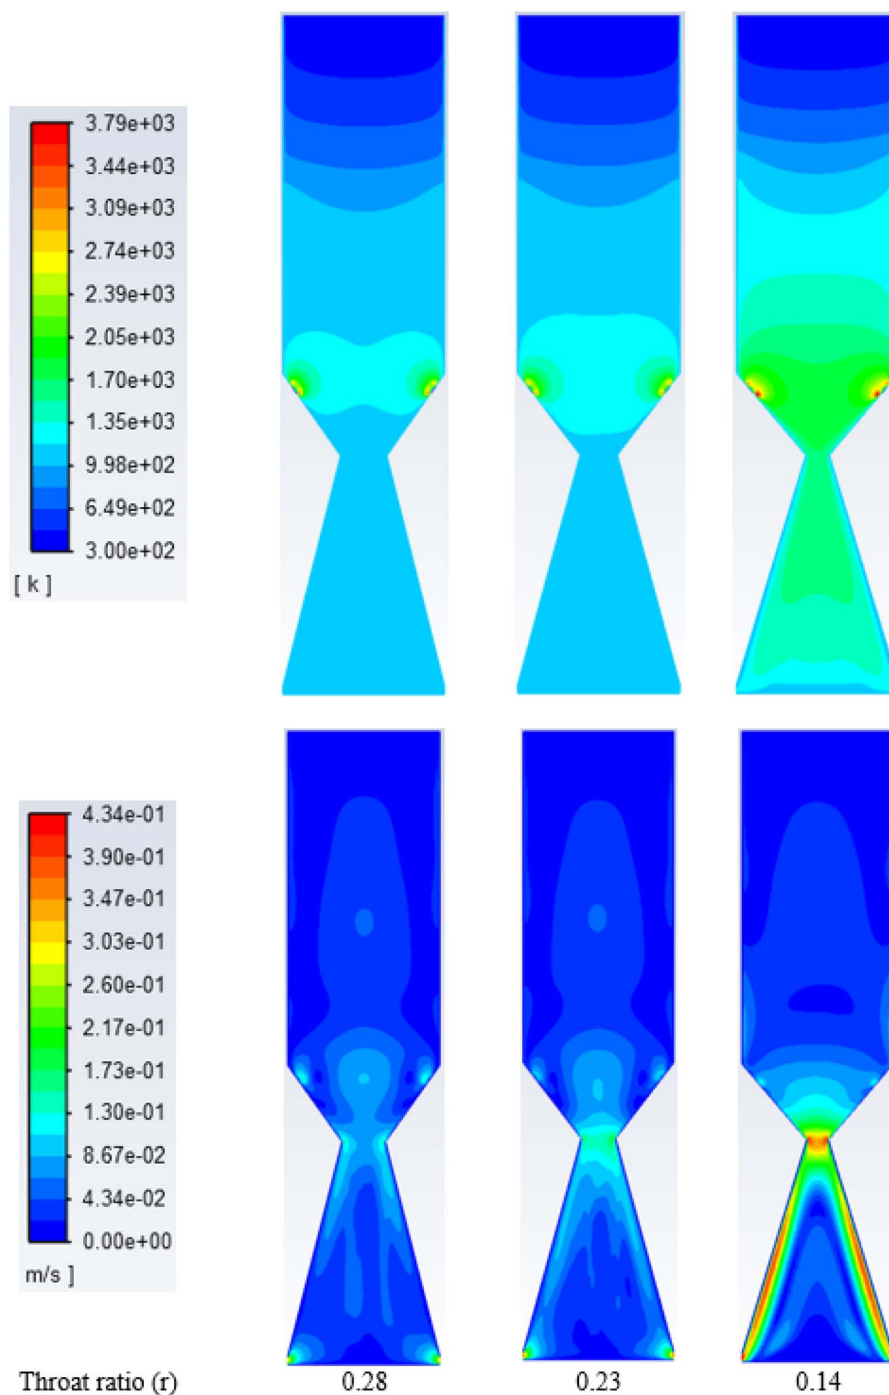 3.79e+03
3.44e+03
3.09e+03
2.74e+03
2.39e+03
2.05e+03
1.70e+03
1.35e+03
9.98e+02
6.49e+02
3.00e+02
[ k ]
4.34e-01
3.90e-01
3.47e-01
3.03e-01
2.60e-01
2.17e-01
1.73e-01
1.30e-01
8.67e-02
4.34e-02
0.00e+00
m/s ]
Throat ratio (r) 0.28 0.23 0.14